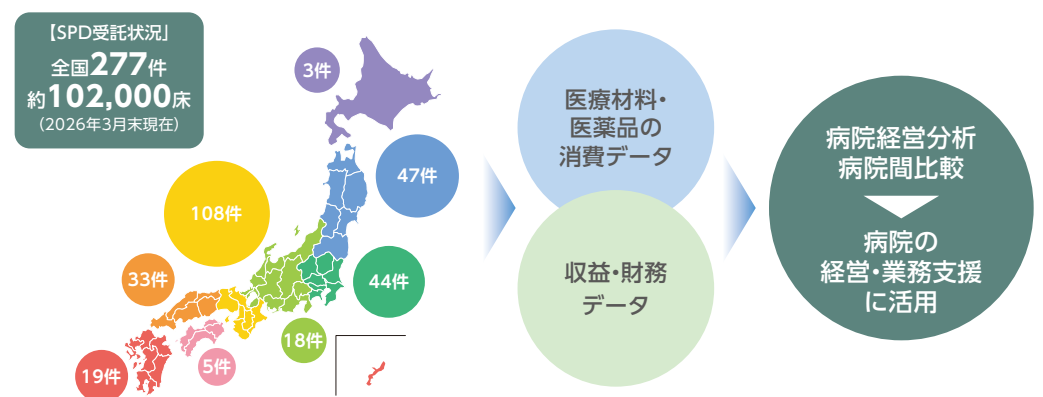 【SPD受託状況】
全国277件
約102,000床
（2026年3月末現在）
3件
47件
108件
33件
44件
18件
5件
19件
医療材料・
医薬品の
消費データ
収益・財務
データ
病院経営分析
病院間比較
病院の
経営・業務支援
に活用